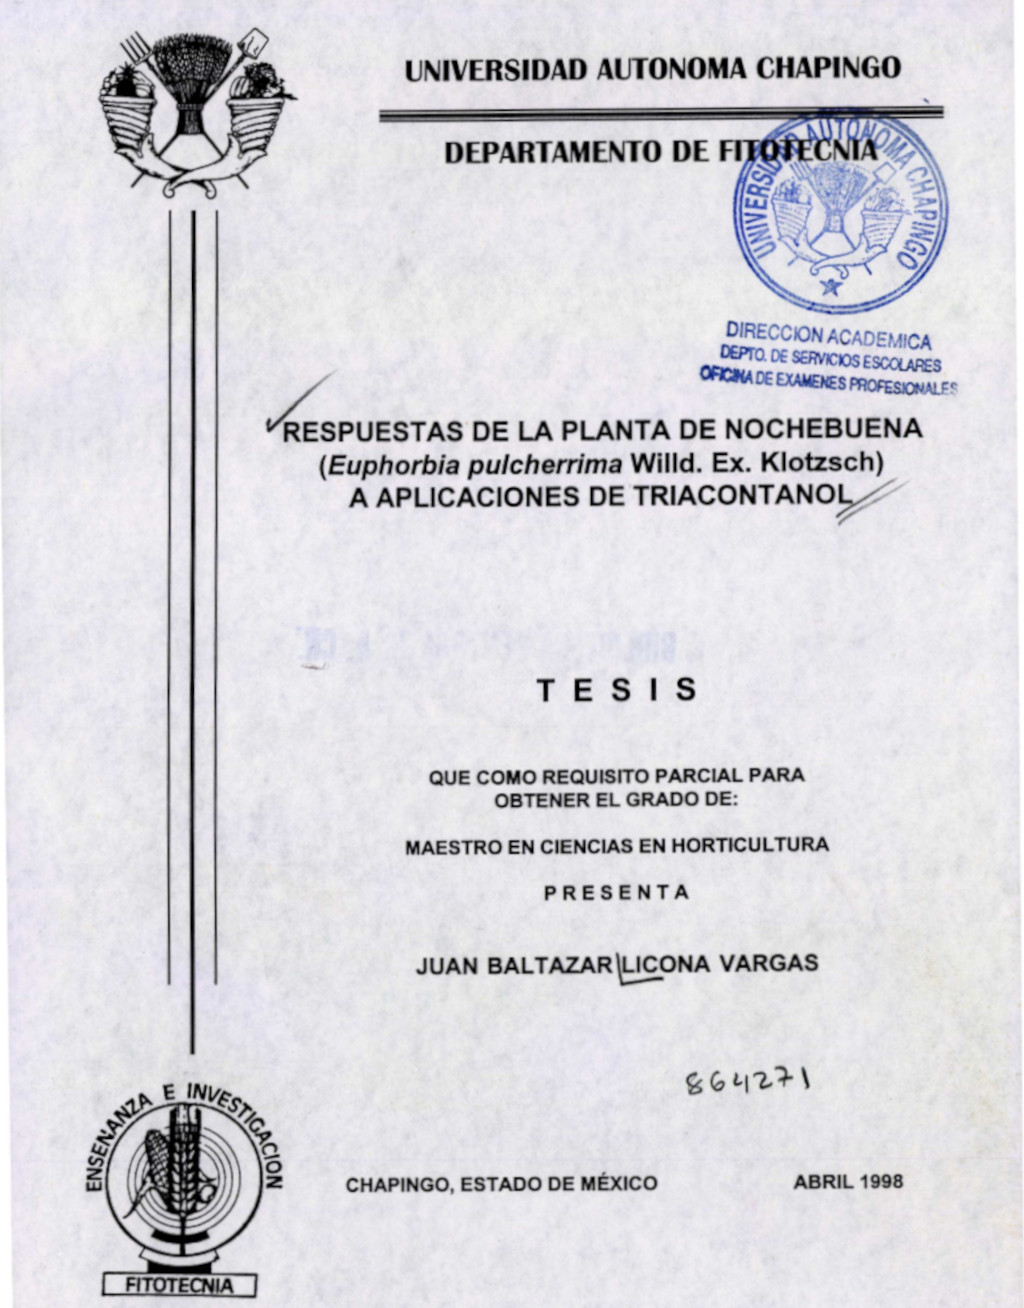 UNIVERSIDAD AUTONOMA CHAPINGO
DEPARTAMENTO DE FITOTECNIA
UNIVERSIDAD AUTONOMA CHAPINGO
DIRECCION ACADEMICA
DEPTO. DE SERVICIOS ESCOLARES
OFICINA DE EXAMENES PROFESIONALES
RESPUESTAS DE LA PLANTA DE NOCHEBUENA
(Euphorbia pulcherrima Willd. Ex. Klotzsch)
A APLICACIONES DE TRIACONTANOL
T E S I S
QUE COMO REQUISITO PARCIAL PARA
OBTENER EL GRADO DE:
MAESTRO EN CIENCIAS EN HORTICULTURA
P R E S E N T A
JUAN BALTAZAR LICONA VARGAS
864271
ENSEÑANZA E INVESTIGACION
FITOTECNIA
CHAPINGO, ESTADO DE MÉXICO ABRIL 1998